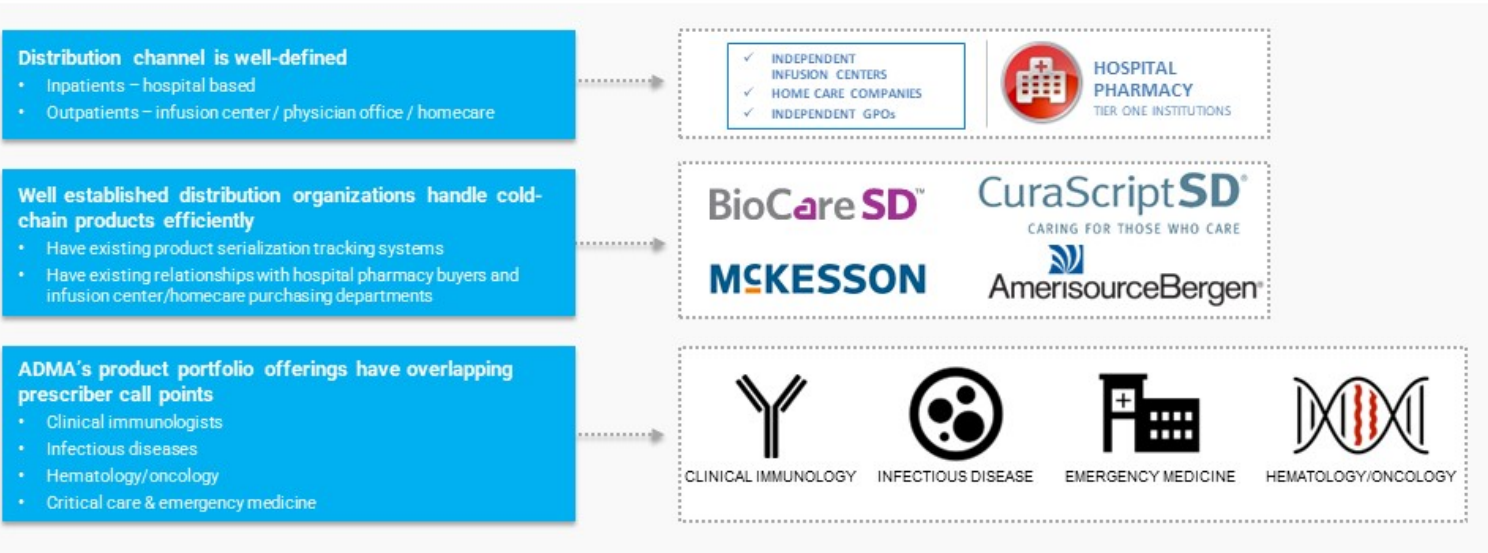 Distribution channel is well-defined
• Inpatients – hospital based
• Outpatients – infusion center / physician office / homecare
✓ INDEPENDENT
INFUSION CENTERS
✓ HOME CARE COMPANIES
✓ INDEPENDENT GPOs
HOSPITAL
PHARMACY
TIER ONE INSTITUTIONS
Well established distribution organizations handle cold-
chain products efficiently
• Have existing product serialization tracking systems
• Have existing relationships with hospital pharmacy buyers and
infusion center/homecare purchasing departments
BioCare SD™
CuraScript SD®
CARING FOR THOSE WHO CARE
MCKESSON
AmerisourceBergen®
ADMA's product portfolio offerings have overlapping
prescriber call points
• Clinical immunologists
• Infectious diseases
• Hematology/oncology
• Critical care & emergency medicine
CLINICAL IMMUNOLOGY
INFECTIOUS DISEASE
EMERGENCY MEDICINE
HEMATOLOGY/ONCOLOGY